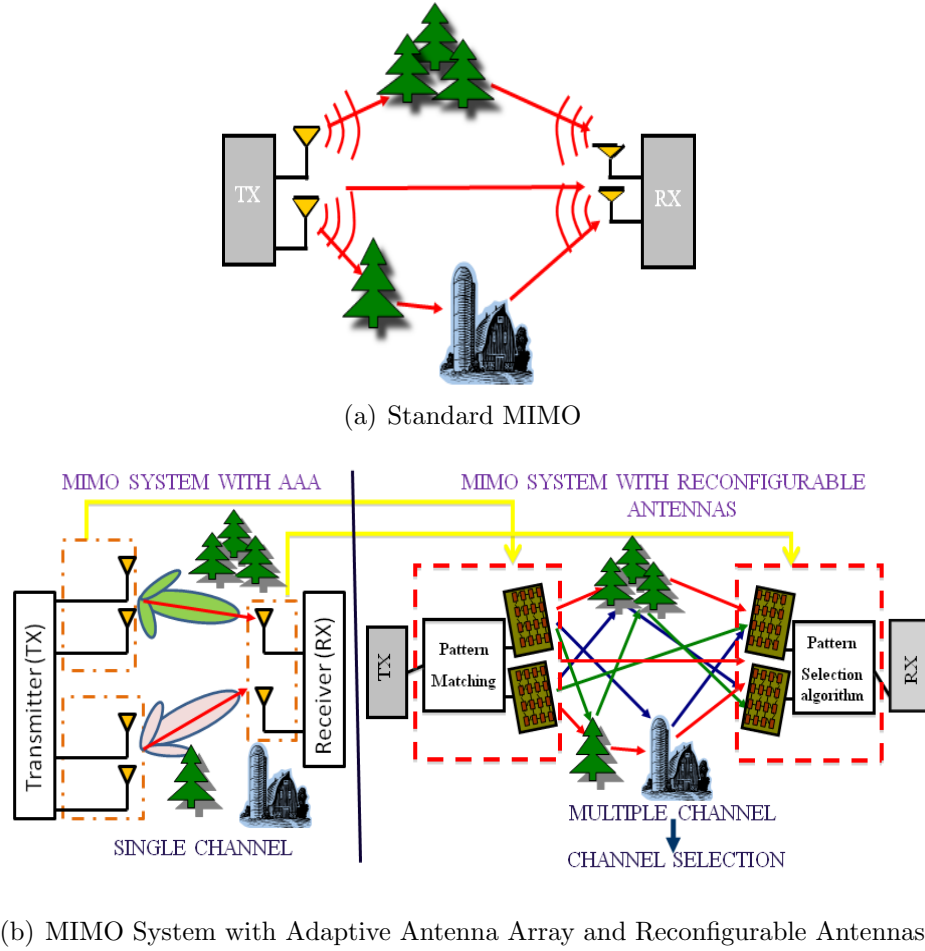 TX
RX
(a) Standard MIMO
MIMO SYSTEM WITH AAA
MIMO SYSTEM WITH RECONFIGURABLE
ANTENNAS
Transmitter (TX)
Receiver (RX)
SINGLE CHANNEL
TX
Pattern
Matching
Pattern
Selection
algorithm
RX
MULTIPLE CHANNEL
CHANNEL SELECTION
(b) MIMO System with Adaptive Antenna Array and Reconfigurable Antennas